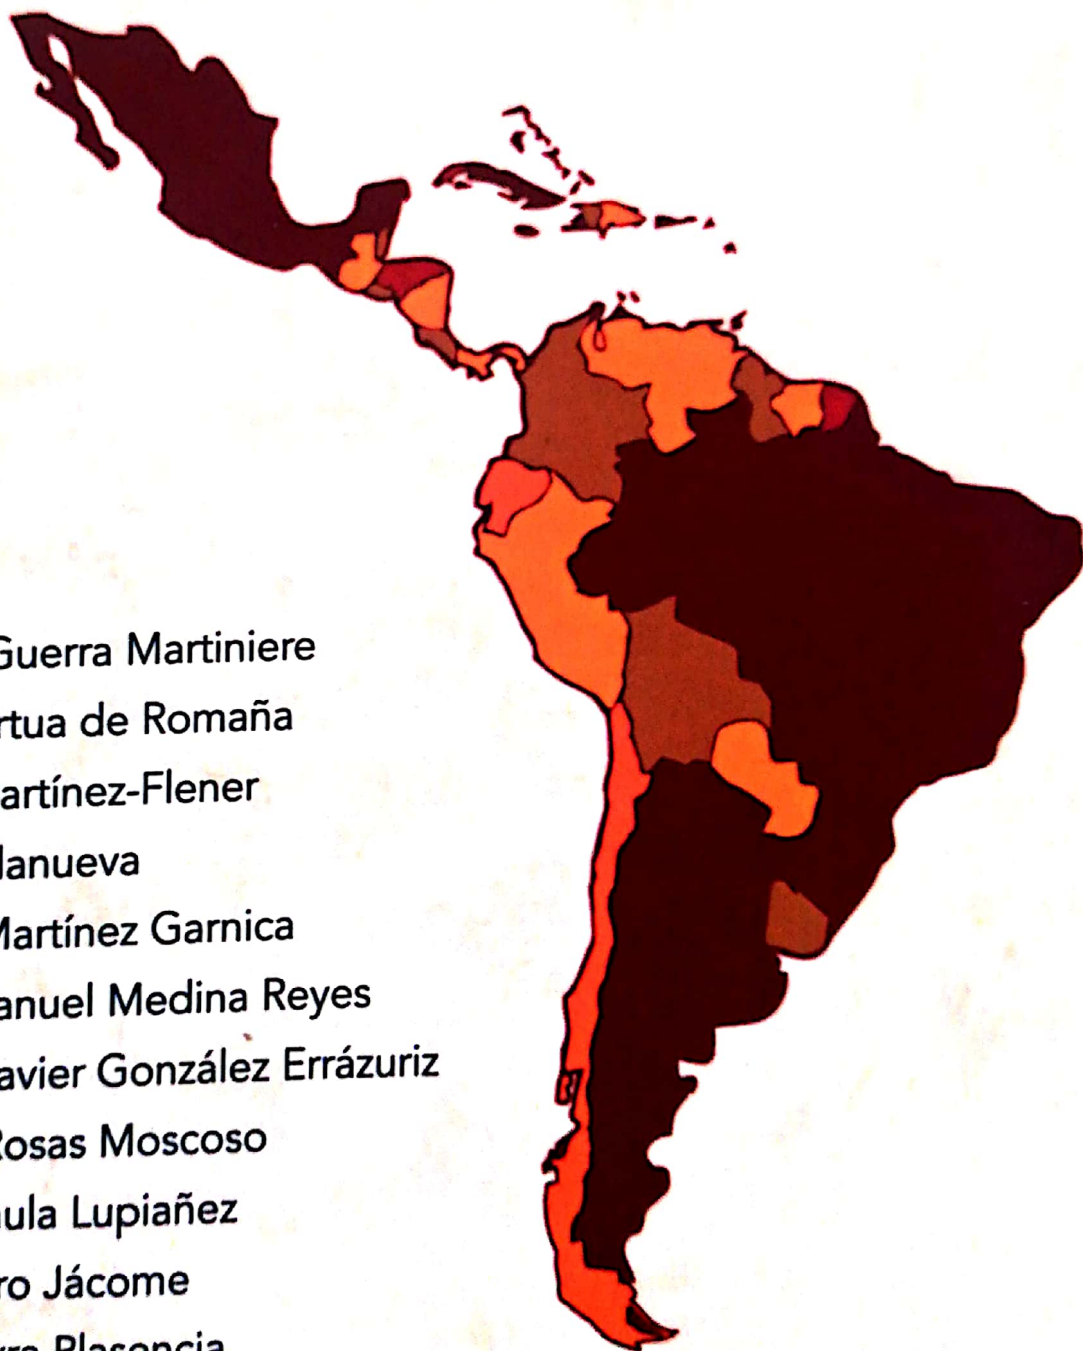 Guerra Martiniere
rtua de Romaña
artínez-Flener
lanueva
Martínez Garnica
anuel Medina Reyes
avier González Errázuriz
Rosas Moscoso
ula Lupiañez
ro Jácome
Plasencia